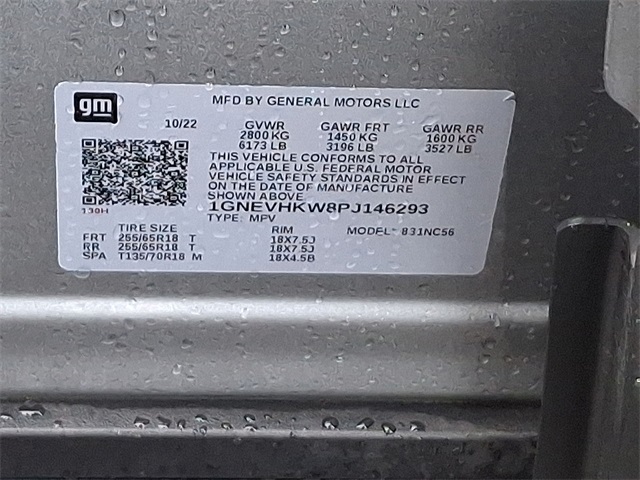 gm
MFD BY GENERAL MOTORS LLC
10/22 GVWR GAWR FRT GAWR RR
2800 KG 1450 KG 1600 KG
6173 LB 3196 LB 3527 LB
THIS VEHICLE CONFORMS TO ALL
APPLICABLE U.S. FEDERAL MOTOR
VEHICLE SAFETY STANDARDS IN EFFECT
ON THE DATE OF MANUFACTURE
SHOWN ABOVE
130H 1GNEVHKW8PJ146293
TYPE: MPV
TIRE SIZE RIM MODEL: 831NC56
FRT 255/65R18 T 18X7.5J
RR 255/65R18 T 18X7.5J
SPA T135/70R18 M 18X4.5B